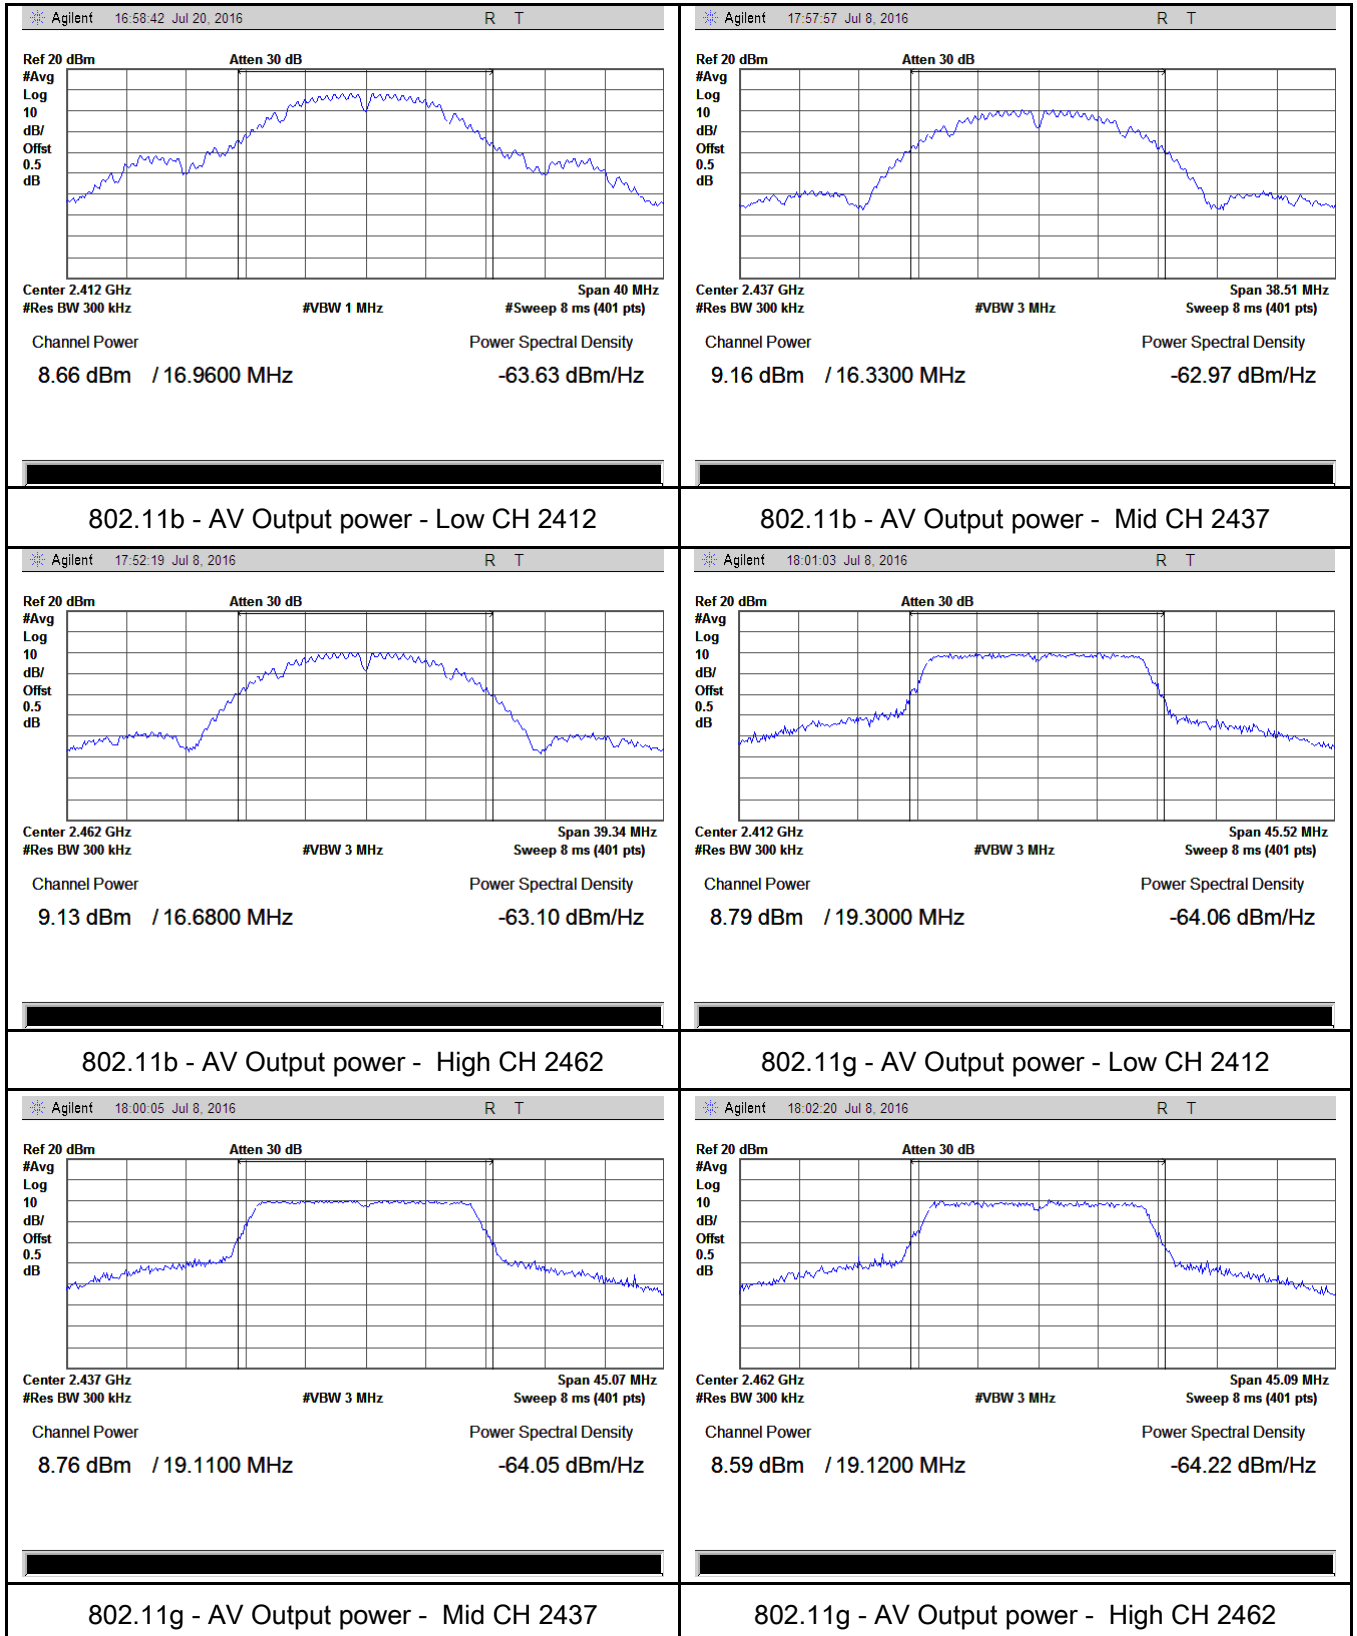 Agilent 16:58:42 Jul 20, 2016 R T
Ref 20 dBm Atten 30 dB
#Avg
Log
10
dB/
Offst
0.5
dB
Center 2.412 GHz Span 40 MHz
#Res BW 300 kHz #VBW 1 MHz #Sweep 8 ms (401 pts)
Channel Power Power Spectral Density
8.66 dBm / 16.9600 MHz -63.63 dBm/Hz
802.11b - AV Output power - Low CH 2412
Agilent 17:57:57 Jul 8, 2016 R T
Ref 20 dBm Atten 30 dB
#Avg
Log
10
dB/
Offst
0.5
dB
Center 2.437 GHz Span 38.51 MHz
#Res BW 300 kHz #VBW 3 MHz Sweep 8 ms (401 pts)
Channel Power Power Spectral Density
9.16 dBm / 16.3300 MHz -62.97 dBm/Hz
802.11b - AV Output power - Mid CH 2437
Agilent 17:52:19 Jul 8, 2016 R T
Ref 20 dBm Atten 30 dB
#Avg
Log
10
dB/
Offst
0.5
dB
Center 2.462 GHz Span 39.34 MHz
#Res BW 300 kHz #VBW 3 MHz Sweep 8 ms (401 pts)
Channel Power Power Spectral Density
9.13 dBm / 16.6800 MHz -63.10 dBm/Hz
802.11b - AV Output power - High CH 2462
Agilent 18:01:03 Jul 8, 2016 R T
Ref 20 dBm Atten 30 dB
#Avg
Log
10
dB/
Offst
0.5
dB
Center 2.412 GHz Span 45.52 MHz
#Res BW 300 kHz #VBW 3 MHz Sweep 8 ms (401 pts)
Channel Power Power Spectral Density
8.79 dBm / 19.3000 MHz -64.06 dBm/Hz
802.11g - AV Output power - Low CH 2412
Agilent 18:00:05 Jul 8, 2016 R T
Ref 20 dBm Atten 30 dB
#Avg
Log
10
dB/
Offst
0.5
dB
Center 2.437 GHz Span 45.07 MHz
#Res BW 300 kHz #VBW 3 MHz Sweep 8 ms (401 pts)
Channel Power Power Spectral Density
8.76 dBm / 19.1100 MHz -64.05 dBm/Hz
802.11g - AV Output power - Mid CH 2437
Agilent 18:02:20 Jul 8, 2016 R T
Ref 20 dBm Atten 30 dB
#Avg
Log
10
dB/
Offst
0.5
dB
Center 2.462 GHz Span 45.09 MHz
#Res BW 300 kHz #VBW 3 MHz Sweep 8 ms (401 pts)
Channel Power Power Spectral Density
8.59 dBm / 19.1200 MHz -64.22 dBm/Hz
802.11g - AV Output power - High CH 2462